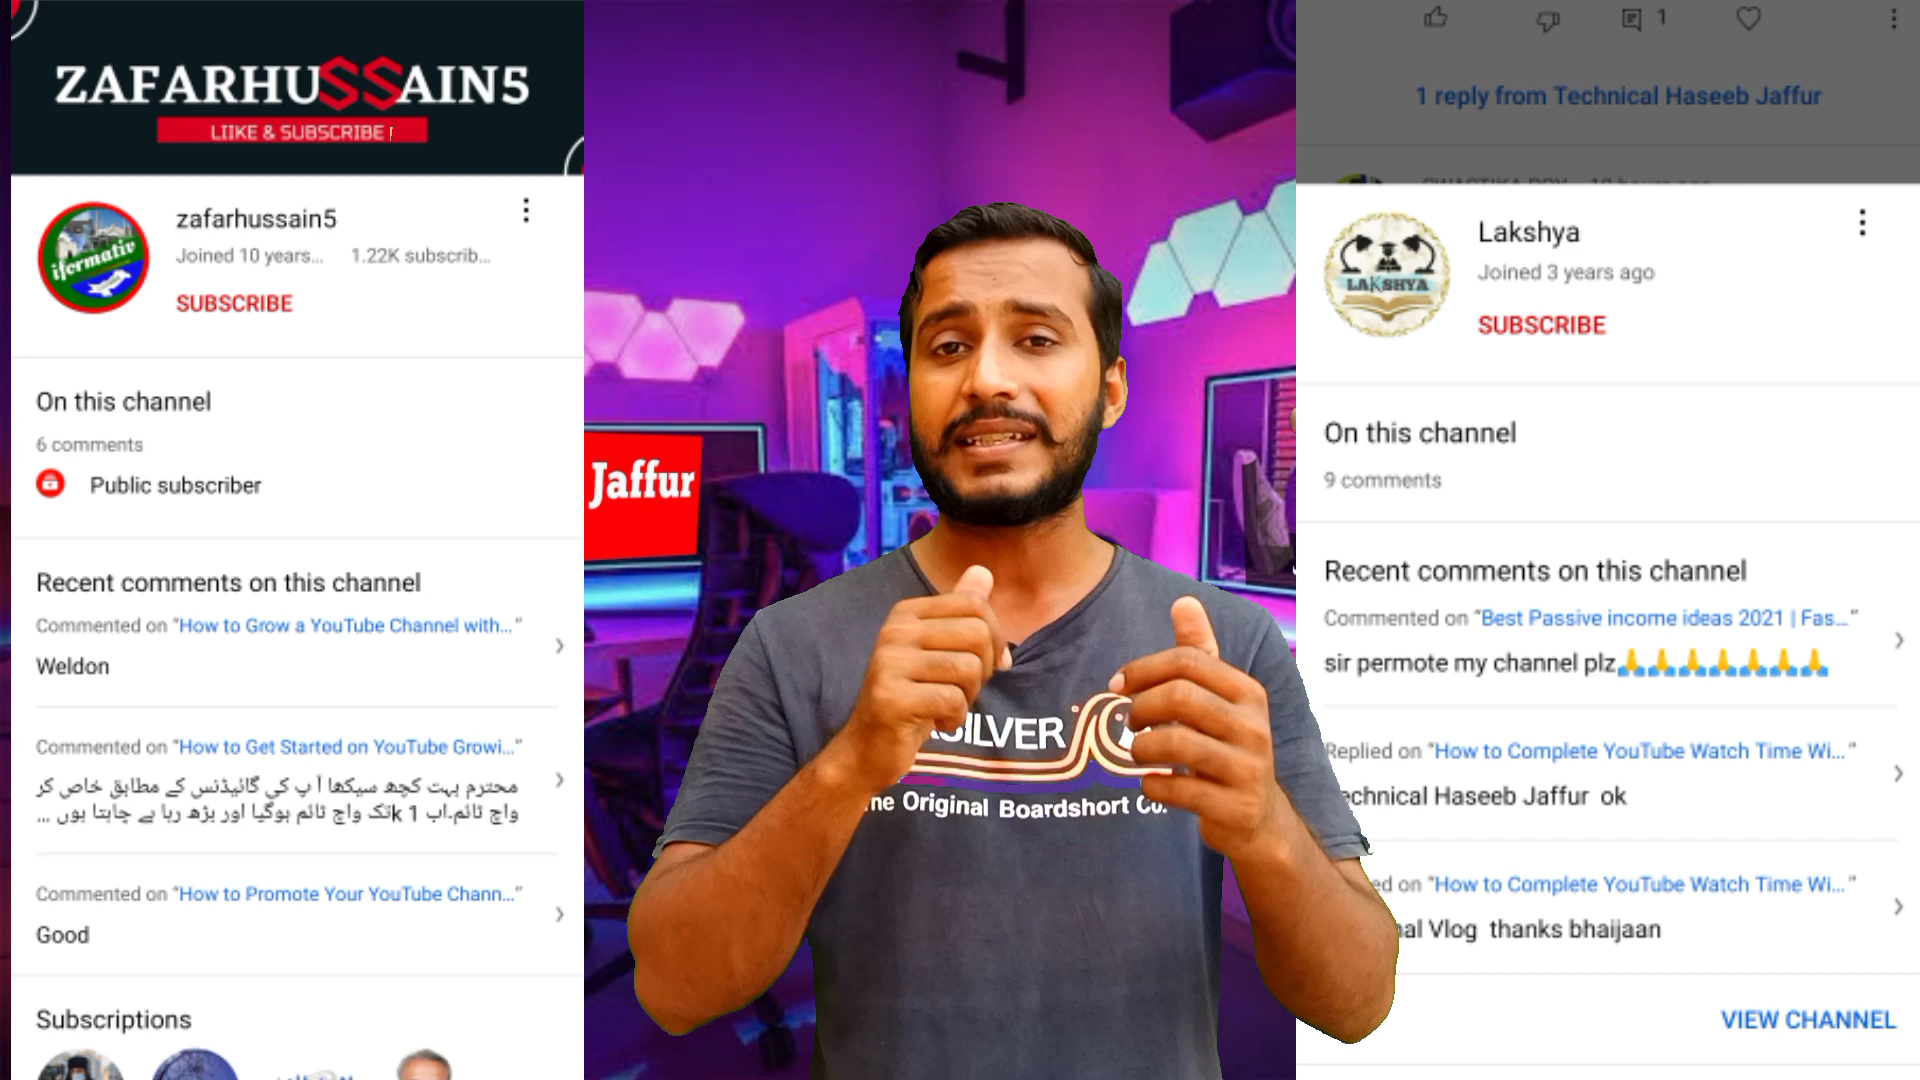 ZAFARHUSSAIN5
LIIKE & SUBSCRIBE
ifermativ
zafarhussain5
Joined 10 years... 1.22K subscrib...
SUBSCRIBE
On this channel
6 comments
Public subscriber
Recent comments on this channel
Commented on "How to Grow a YouTube Channel with..."
Weldon
Commented on "How to Get Started on YouTube Growi..."
محترم بہت کچھ سیکھا آ پ کی گائیڈنس کے مطابق خاص کر
واچ ٹائم.اب 1 kتک واچ ٹائم ہوگیا اور بڑھ رہا ہے چاہتا ہوں ...
Commented on "How to Promote Your YouTube Chann..."
Good
Subscriptions
Jaffur
SILVER
The Original Boardshort Co.
1
1 reply from Technical Haseeb Jaffur
LAKSHYA
Lakshya
Joined 3 years ago
SUBSCRIBE
On this channel
9 comments
Recent comments on this channel
Commented on "Best Passive income ideas 2021 | Fas..."
sir permote my channel plz🙏🙏🙏🙏🙏🙏🙏
Replied on "How to Complete YouTube Watch Time Wi..."
echnical Haseeb Jaffur ok
ed on "How to Complete YouTube Watch Time Wi..."
nal Vlog thanks bhaijaan
VIEW CHANNEL